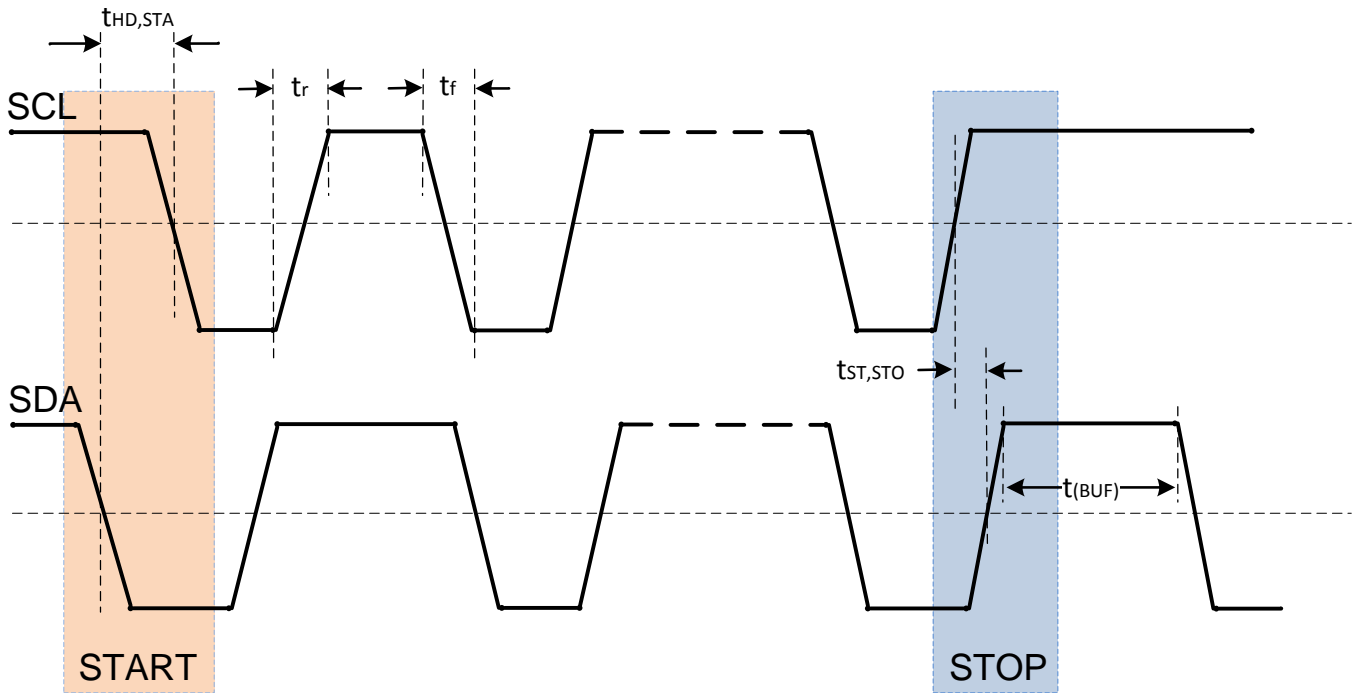 tHD,STA
tr
tf
SCL
tST,STO
SDA
t(BUF)
START
STOP